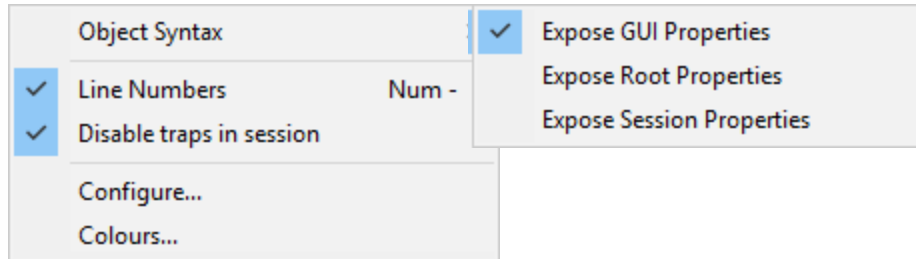 Object Syntax
Line Numbers Num -
Disable traps in session
Configure...
Colours...
Expose GUI Properties
Expose Root Properties
Expose Session Properties